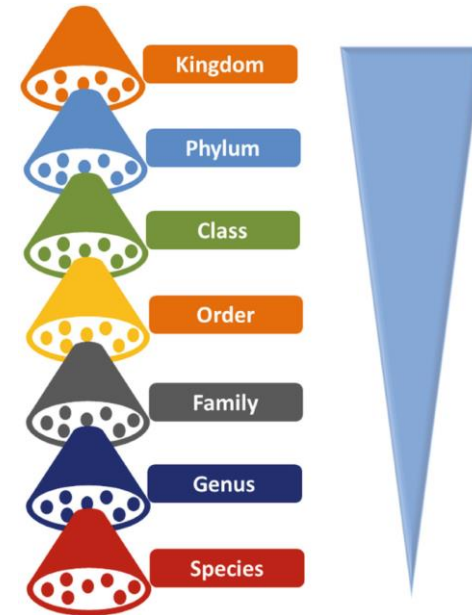 Kingdom
Phylum
Class
Order
Family
Genus
Species